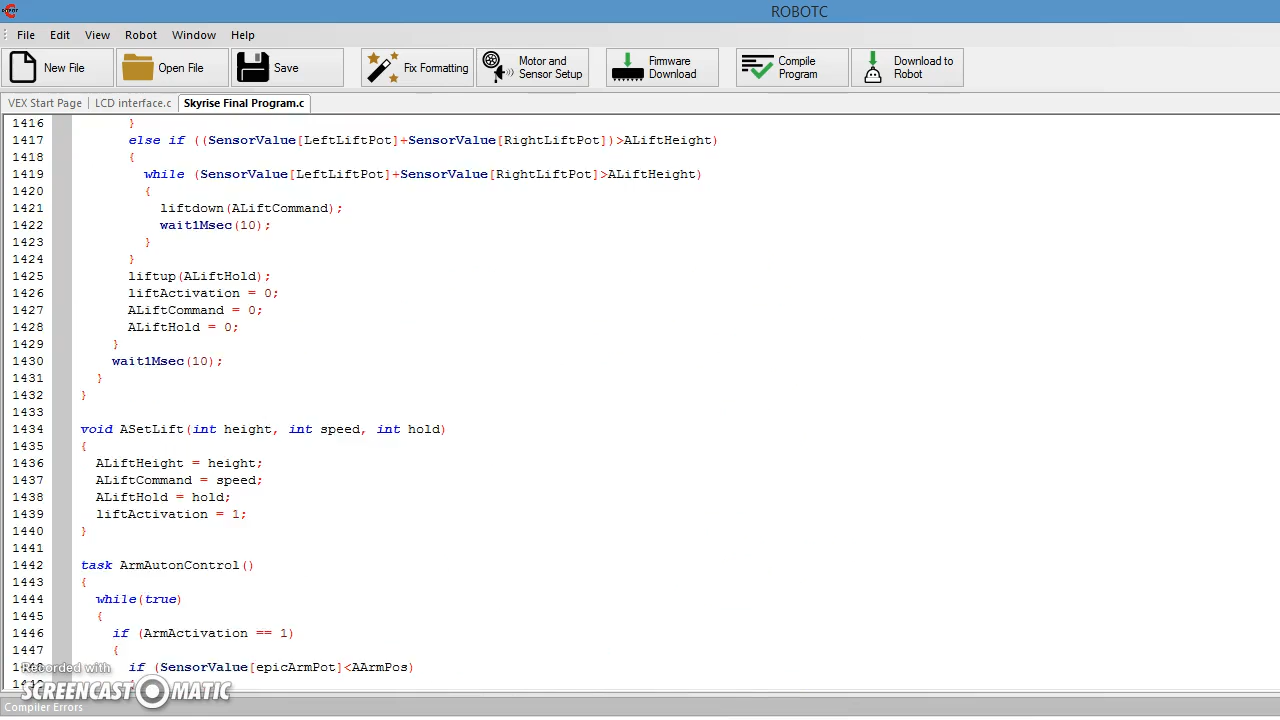 ROBOTC
File Edit View Robot Window Help
New File Open File Save Fix Formatting Motor and Sensor Setup Firmware Download Compile Program Download to Robot
VEX Start Page LCD interface.c Skyrise Final Program.c
1416 }
1417 else if ((SensorValue[LeftLiftPot]+SensorValue[RightLiftPot])>ALiftHeight)
1418 {
1419 while (SensorValue[LeftLiftPot]+SensorValue[RightLiftPot]>ALiftHeight)
1420 {
1421 liftdown(ALiftCommand);
1422 wait1Msec(10);
1423 }
1424 }
1425 liftup(ALiftHold);
1426 liftActivation = 0;
1427 ALiftCommand = 0;
1428 ALiftHold = 0;
1429 }
1430 wait1Msec(10);
1431 }
1432 }
1433
1434 void ASetLift(int height, int speed, int hold)
1435 {
1436 ALiftHeight = height;
1437 ALiftCommand = speed;
1438 ALiftHold = hold;
1439 liftActivation = 1;
1440 }
1441
1442 task ArmAutonControl()
1443 {
1444 while(true)
1445 {
1446 if (ArmActivation == 1)
1447 {
1448 if (SensorValue[epicArmPot]<AArmPos)
Recorded with
SCREENCAST MATIC
Compiler Errors